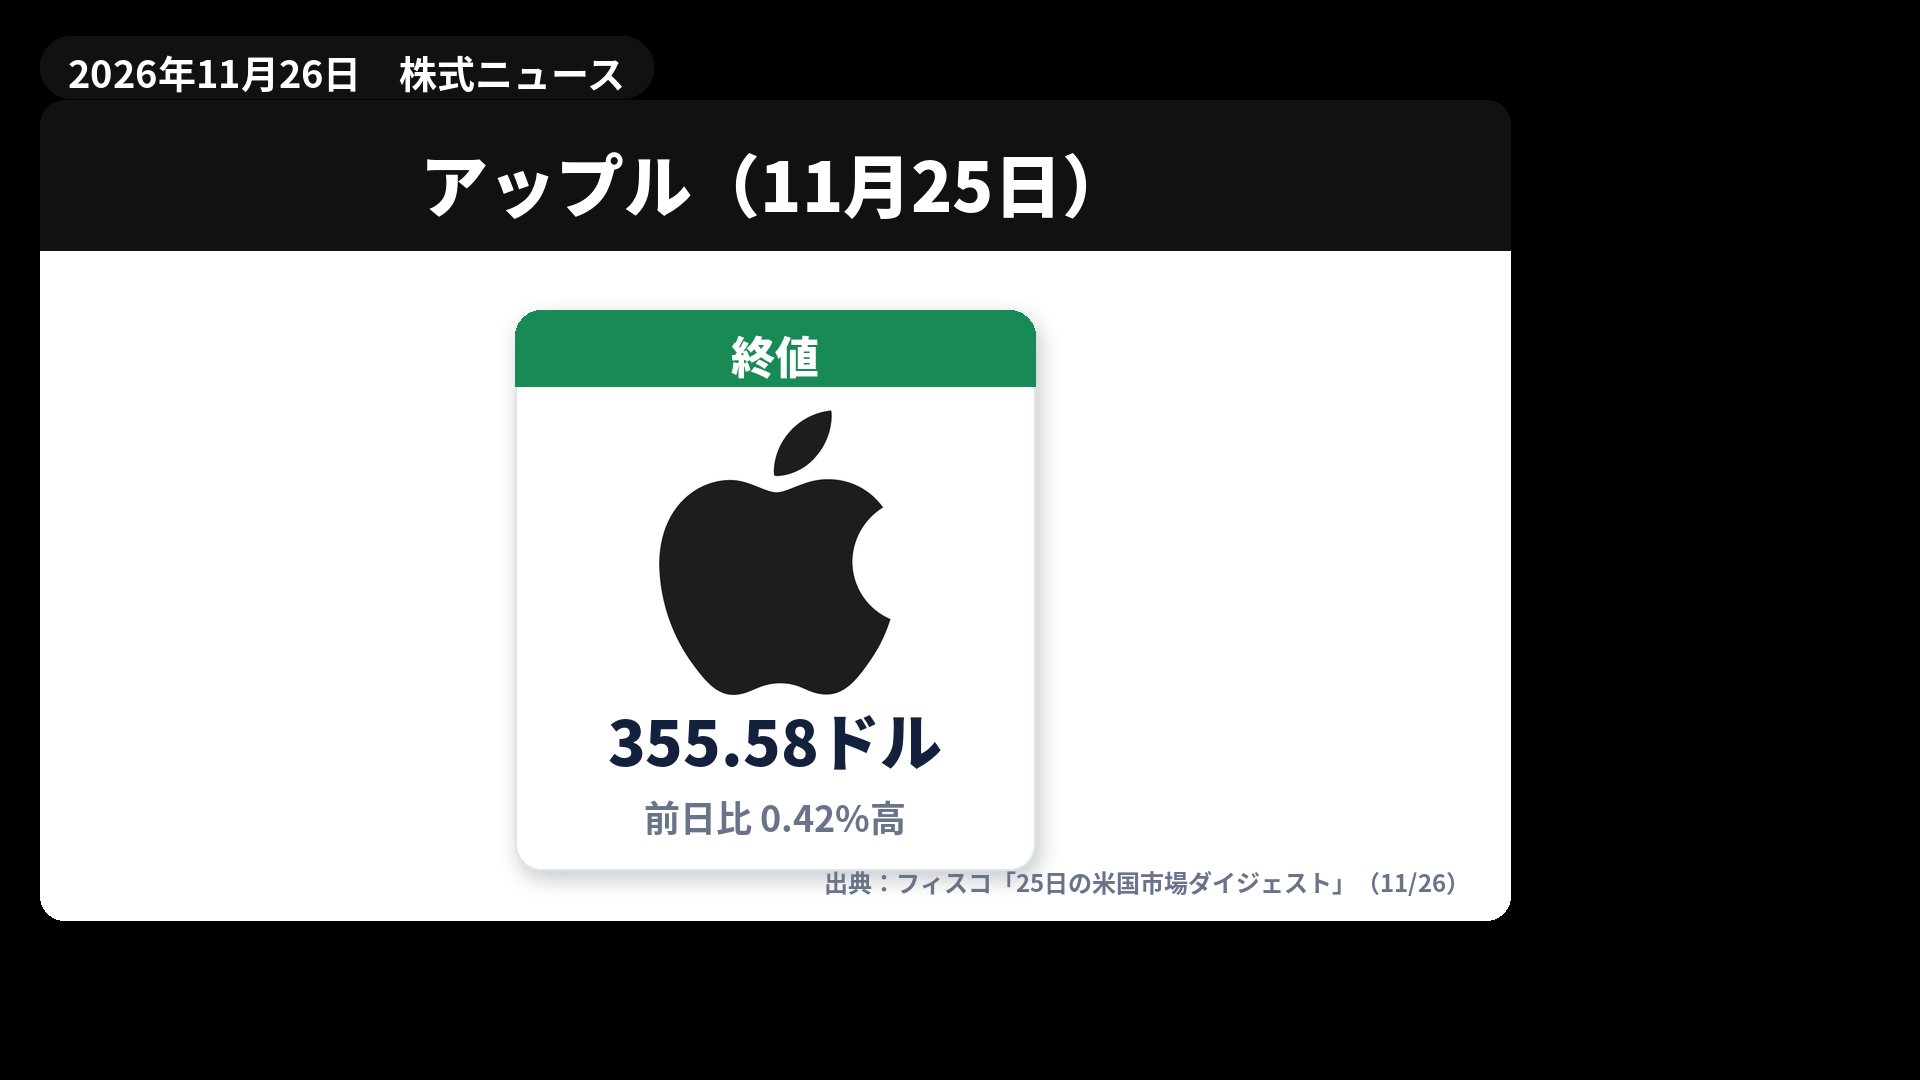 2026年11月26日　株式ニュース
アップル（11月25日）
終値
355.58ドル
前日比 0.42%高
出典：フィスコ「25日の米国市場ダイジェスト」（11/26）